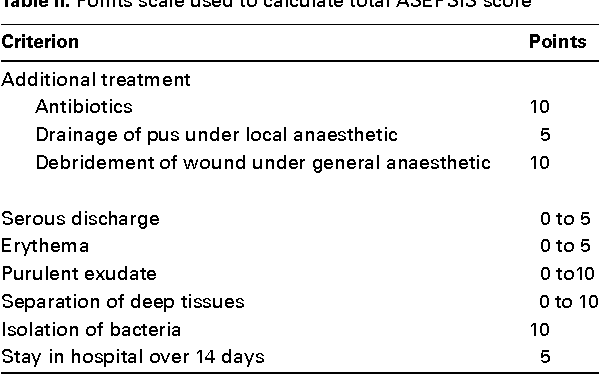 Table II. Points scale used to calculate total ASEPSIS score
Criterion Points
Additional treatment
Antibiotics 10
Drainage of pus under local anaesthetic 5
Debridement of wound under general anaesthetic 10
Serous discharge 0 to 5
Erythema 0 to 5
Purulent exudate 0 to10
Separation of deep tissues 0 to 10
Isolation of bacteria 10
Stay in hospital over 14 days 5